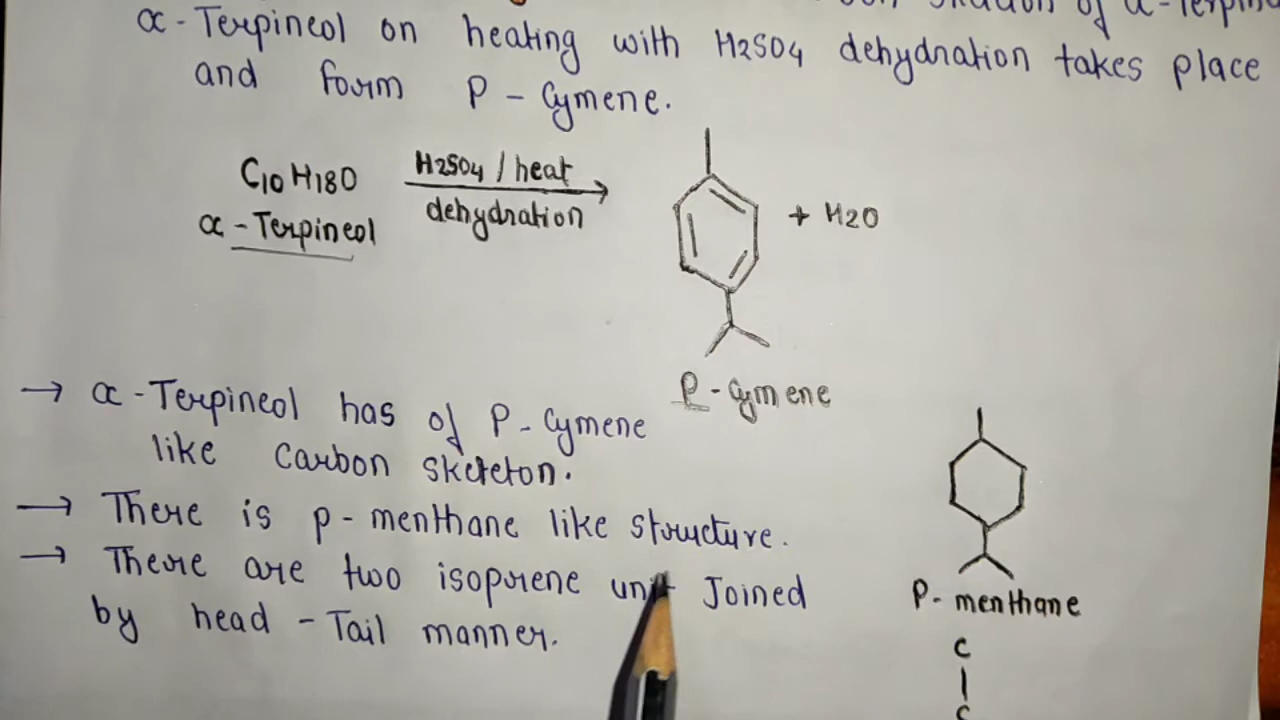 of α-Terpin
α-Terpineol on heating with H2SO4 dehydration takes place
and form P-Cymene.
C10H18O H2SO4 / heat
α-Terpineol dehydration
+ H2O
P-Cymene
→ α-Terpineol has of P-Cymene
like carbon skeleton.
→ There is p-menthane like structure.
→ There are two isoprene unit Joined
by head-Tail manner.
P-menthane
C
|
C